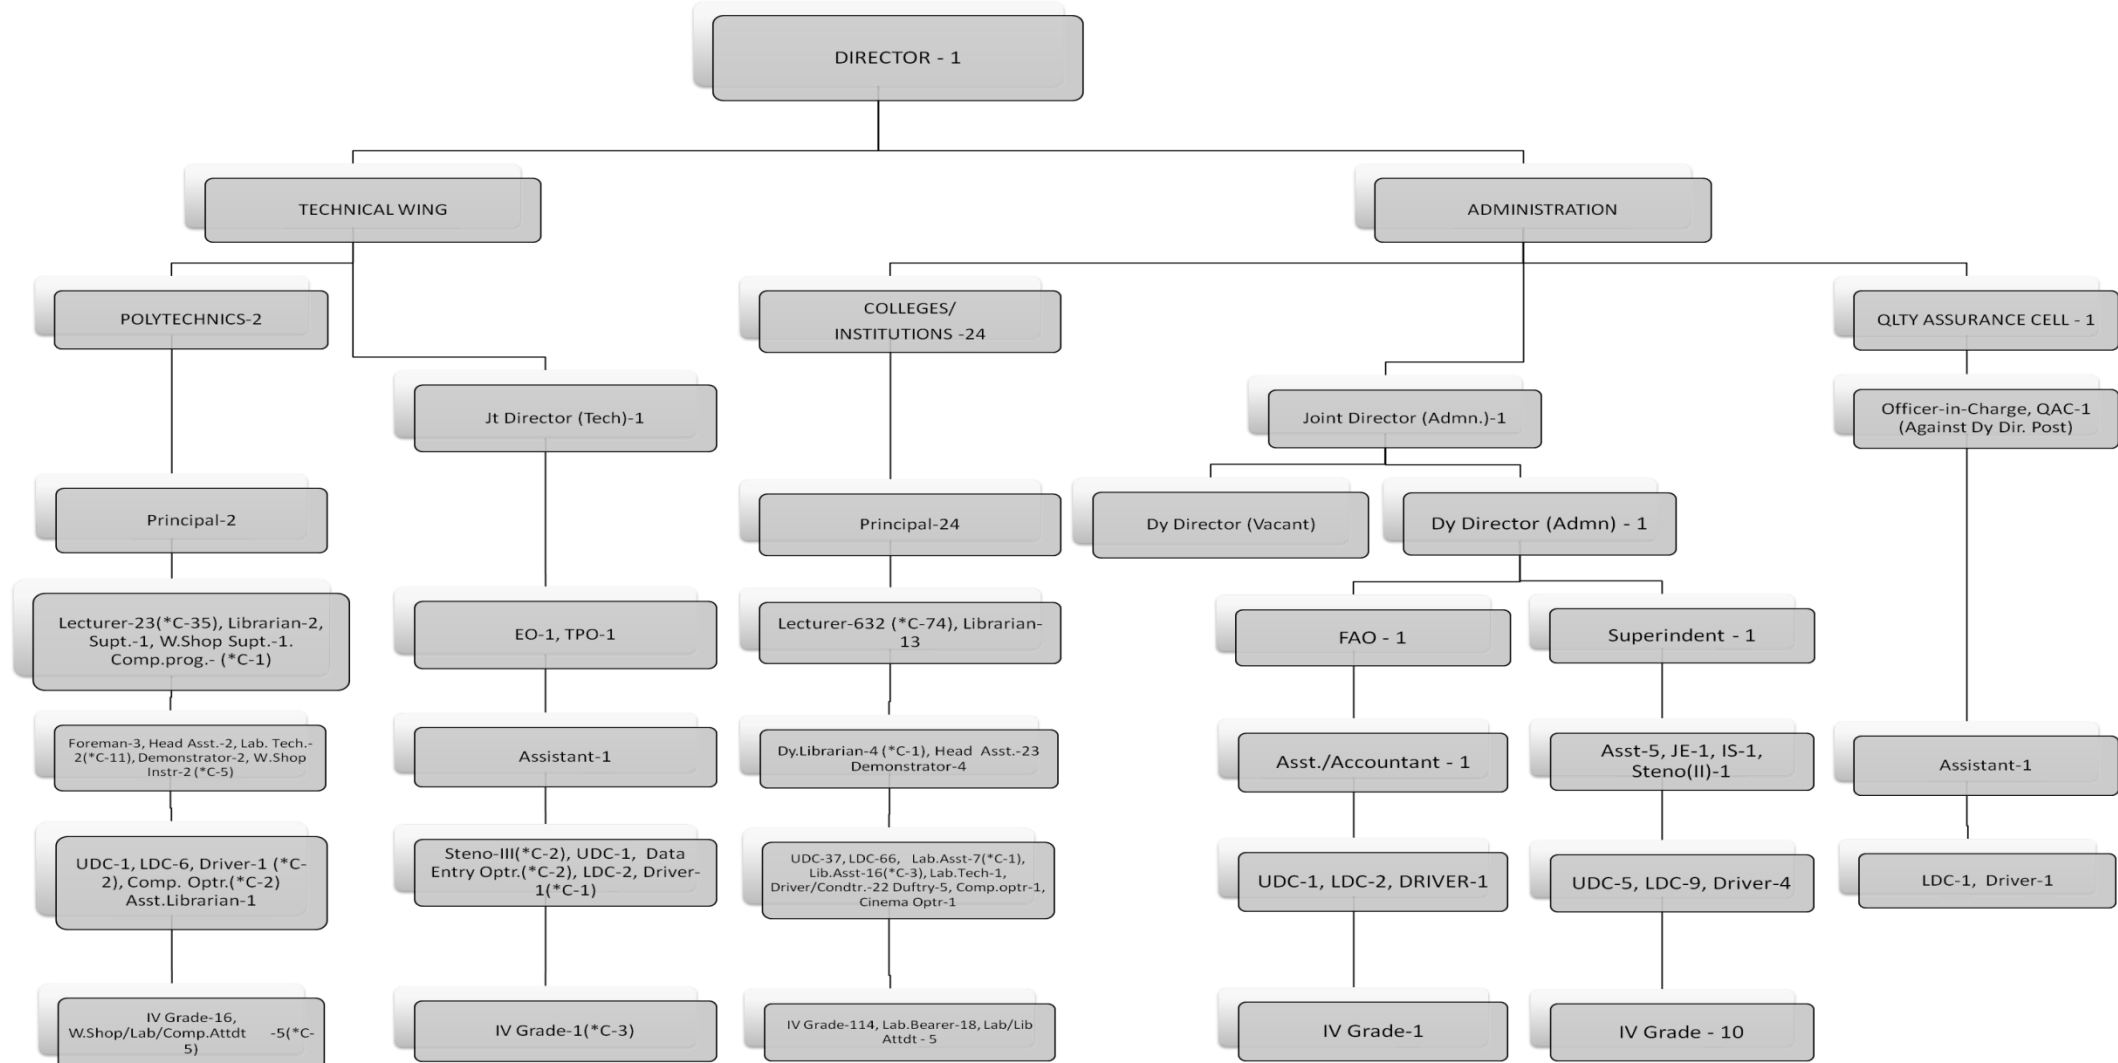 DIRECTOR - 1
TECHNICAL WING
ADMINISTRATION
POLYTECHNICS-2
COLLEGES/
INSTITUTIONS -24
QLTY ASSURANCE CELL - 1
Jt Director (Tech)-1
Joint Director (Admn.)-1
Officer-in-Charge, QAC-1
(Against Dy Dir. Post)
Principal-2
Principal-24
Dy Director (Vacant)
Dy Director (Admn) - 1
Lecturer-23(*C-35), Librarian-2,
Supt.-1, W.Shop Supt.-1.
Comp.prog.- (*C-1)
EO-1, TPO-1
Lecturer-632 (*C-74), Librarian-
13
FAO - 1
Superindent - 1
Foreman-3, Head Asst.-2, Lab. Tech.-
2(*C-11), Demonstrator-2, W.Shop
Instr-2 (*C-5)
Assistant-1
Dy.Librarian-4 (*C-1), Head Asst.-23
Demonstrator-4
Asst./Accountant - 1
Asst-5, JE-1, IS-1,
Steno(II)-1
Assistant-1
UDC-1, LDC-6, Driver-1 (*C-
2), Comp. Optr.(*C-2)
Asst.Librarian-1
Steno-III(*C-2), UDC-1, Data
Entry Optr.(*C-2), LDC-2, Driver-
1(*C-1)
UDC-37, LDC-66, Lab.Asst-7(*C-1),
Lib.Asst-16(*C-3), Lab.Tech-1,
Driver/Condtr.-22 Duftry-5, Comp.optr-1,
Cinema Optr-1
UDC-1, LDC-2, DRIVER-1
UDC-5, LDC-9, Driver-4
LDC-1, Driver-1
IV Grade-16,
W.Shop/Lab/Comp.Attdt -5(*C-
5)
IV Grade-1(*C-3)
IV Grade-114, Lab.Bearer-18, Lab/Lib
Attdt - 5
IV Grade-1
IV Grade - 10